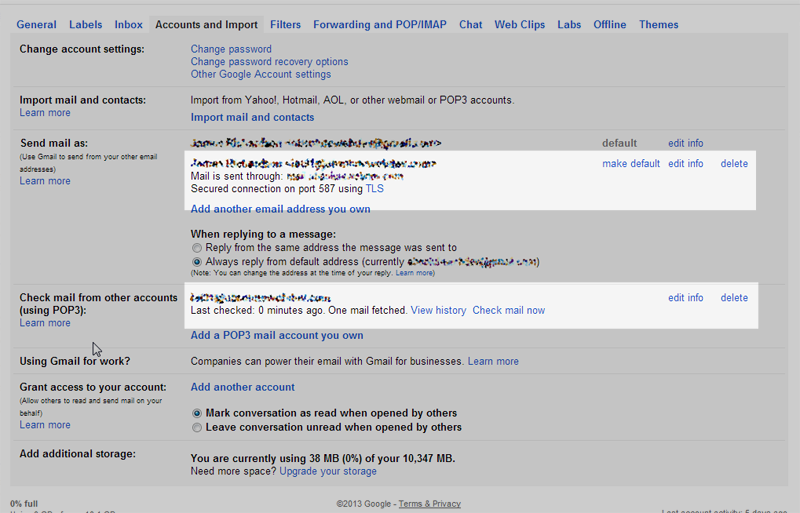 General Labels Inbox Accounts and Import Filters Forwarding and POP/IMAP Chat Web Clips Labs Offline Themes
Change account settings:
Change password
Change password recovery options
Other Google Account settings
Import mail and contacts:
Learn more
Import from Yahoo!, Hotmail, AOL, or other webmail or POP3 accounts.
Import mail and contacts
Send mail as:
(Use Gmail to send from your other email
addresses)
Learn more
default edit info
make default edit info delete
Mail is sent through:
Secured connection on port 587 using TLS
Add another email address you own
When replying to a message:
Reply from the same address the message was sent to
Always reply from default address (currently )
(Note: You can change the address at the time of your reply. Learn more)
Check mail from other accounts
(using POP3):
Learn more
edit info delete
Last checked: 0 minutes ago. One mail fetched. View history Check mail now
Add a POP3 mail account you own
Using Gmail for work?
Companies can power their email with Gmail for businesses. Learn more
Grant access to your account:
(Allow others to read and send mail on your
behalf)
Learn more
Add another account
Mark conversation as read when opened by others
Leave conversation unread when opened by others
Add additional storage:
You are currently using 38 MB (0%) of your 10,347 MB.
Need more space? Upgrade your storage
0% full
©2013 Google - Terms & Privacy
Last account activity: 5 days ago